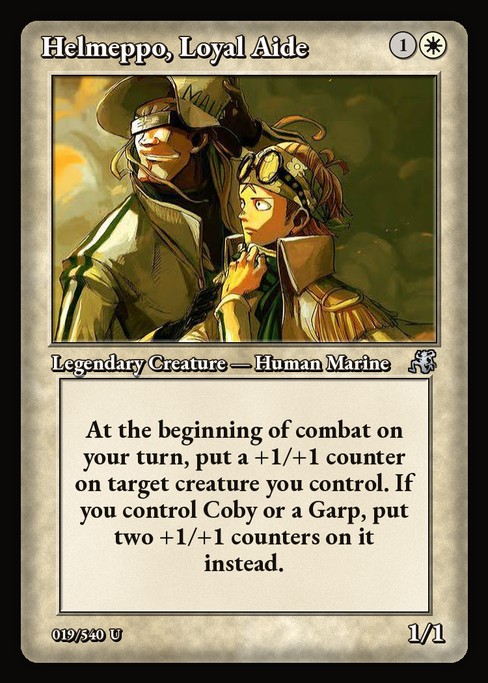 Helmeppo, Loyal Aide 1
MAU
Legendary Creature — Human Marine
At the beginning of combat on
your turn, put a +1/+1 counter
on target creature you control. If
you control Coby or a Garp, put
two +1/+1 counters on it
instead.
019/540 U 1/1